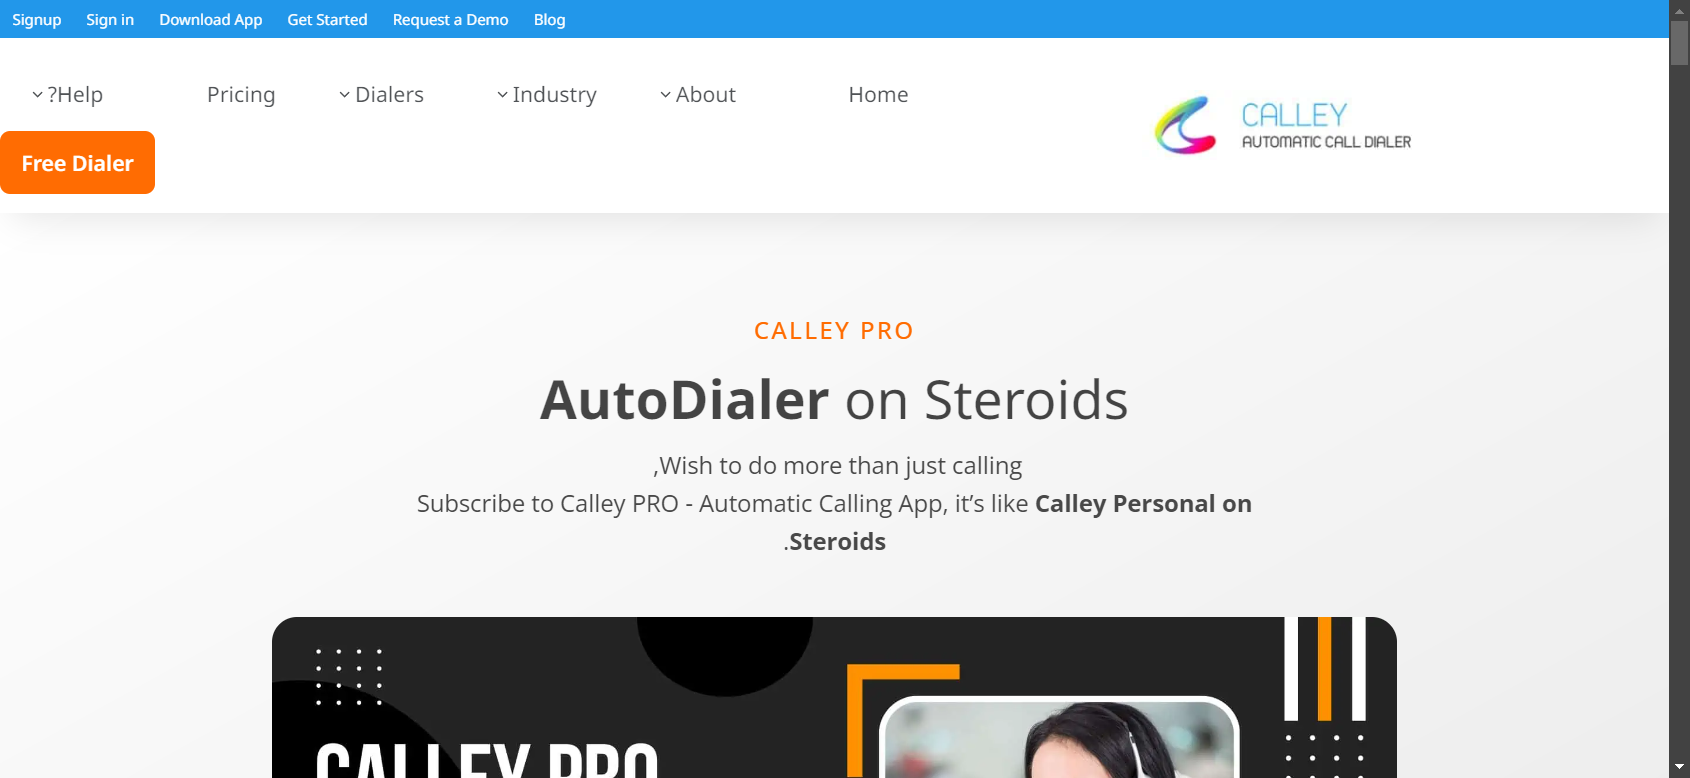 Signup Sign in Download App Get Started Request a Demo Blog
?Help Pricing Dialers Industry About Home
CALLEY
AUTOMATIC CALL DIALER
Free Dialer
CALLEY PRO
AutoDialer on Steroids
,Wish to do more than just calling
Subscribe to Calley PRO - Automatic Calling App, it’s like Calley Personal on
.Steroids
CALLEY PRO